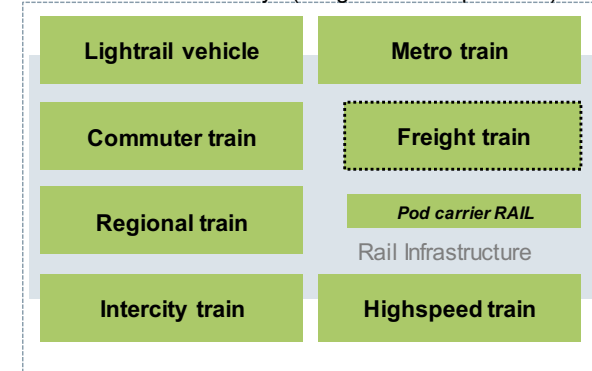 Lightrail vehicle
Metro train
Commuter train
Freight train
Regional train
Pod carrier RAIL
Rail Infrastructure
Intercity train
Highspeed train